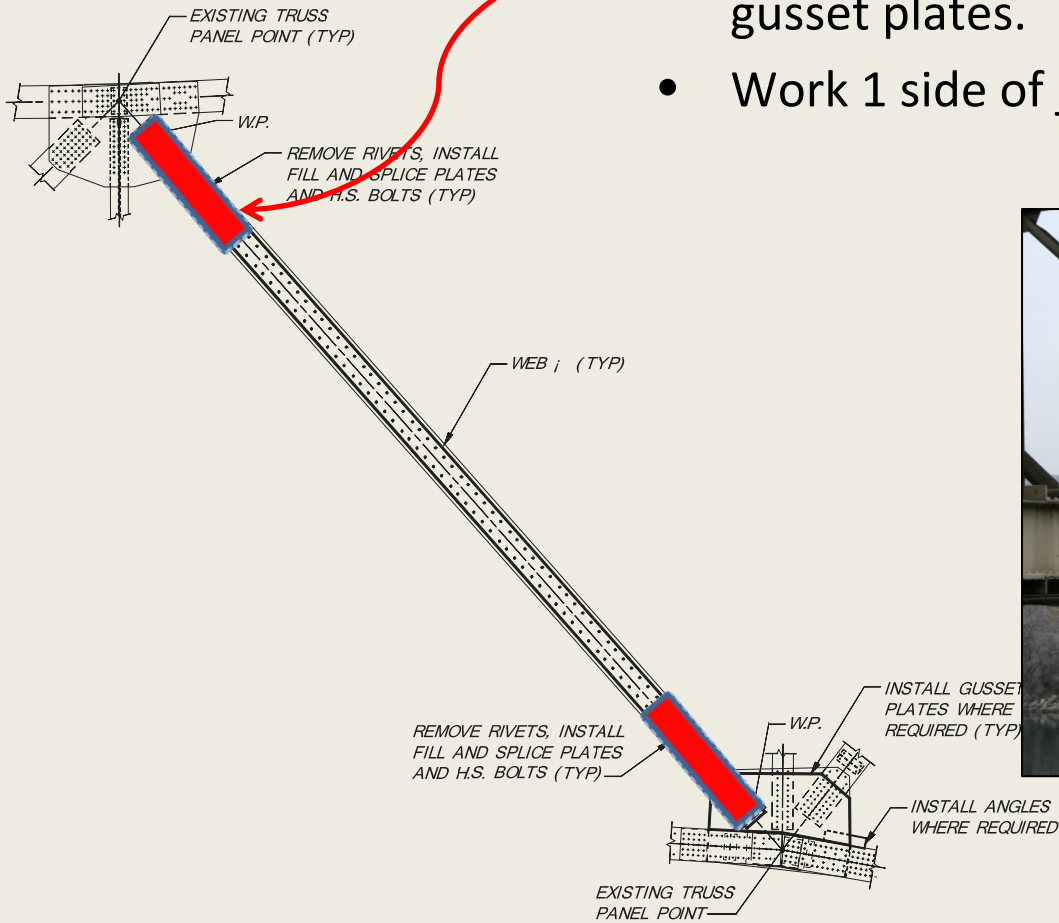 gusset plates.
• Work 1 side of
EXISTING TRUSS
PANEL POINT (TYP)
W.P.
REMOVE RIVETS, INSTALL
FILL AND SPLICE PLATES
AND H.S. BOLTS (TYP)
WEB ¡ (TYP)
REMOVE RIVETS, INSTALL
FILL AND SPLICE PLATES
AND H.S. BOLTS (TYP)
W.P.
INSTALL GUSSET
PLATES WHERE
REQUIRED (TYP)
INSTALL ANGLES
WHERE REQUIRED
EXISTING TRUSS
PANEL POINT